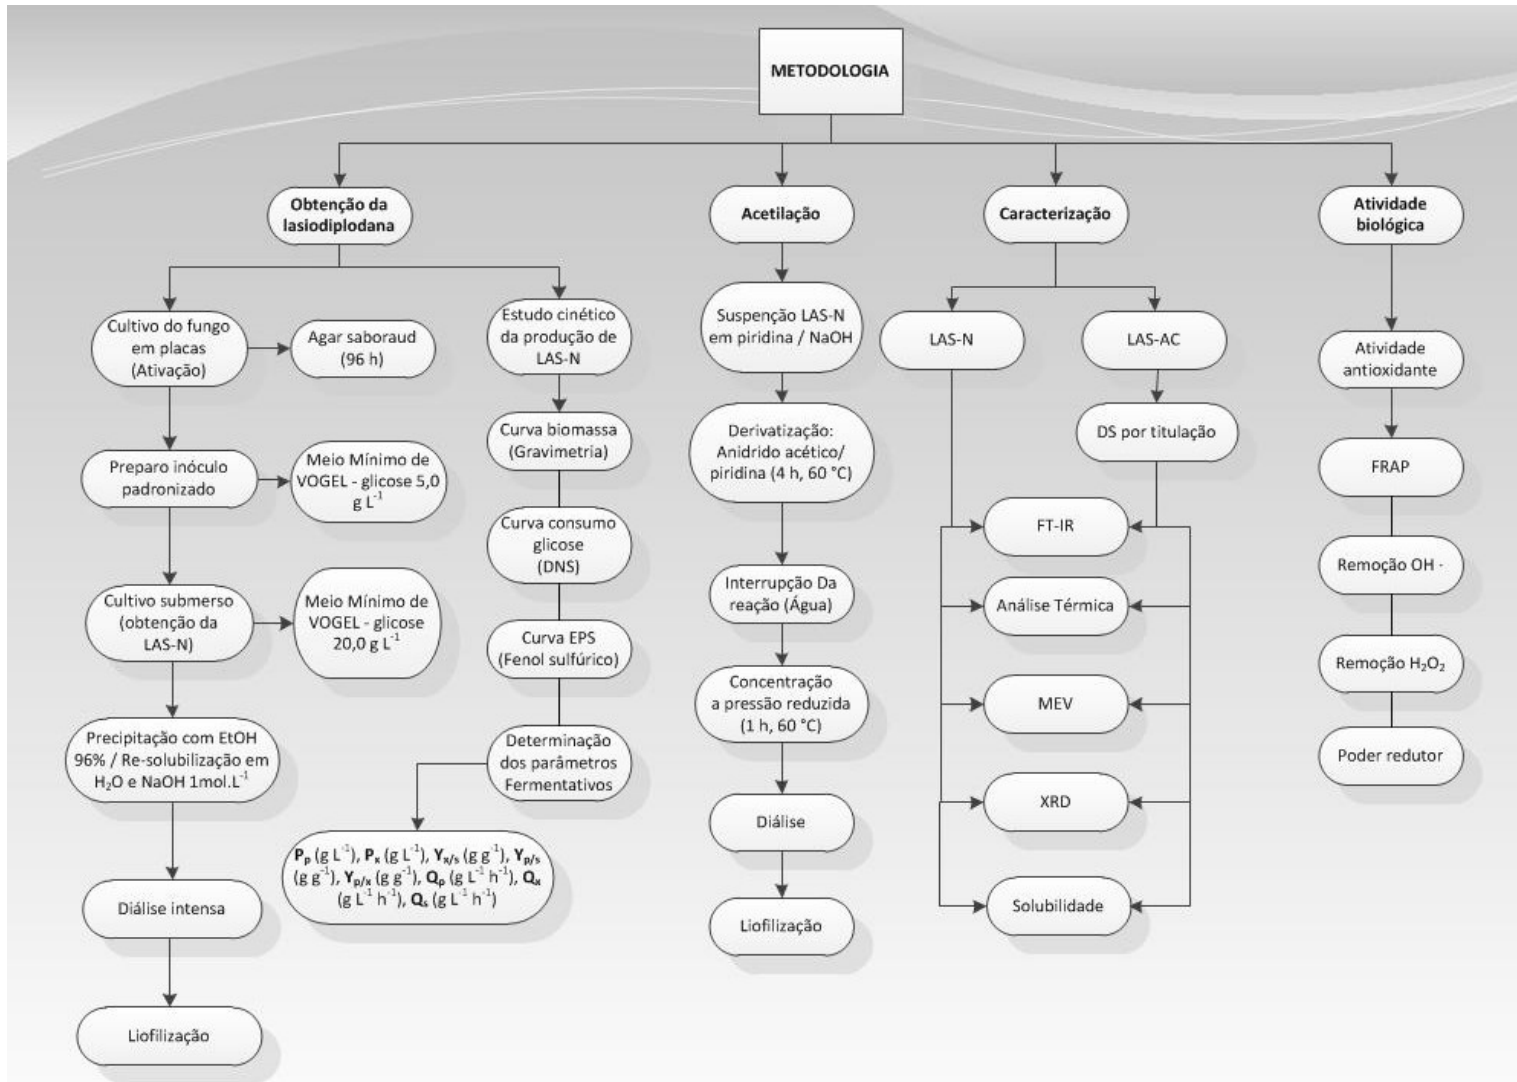 METODOLOGIA
Obtenção da
lasiodiplodana
Cultivo do fungo
em placas
(Ativação)
Agar saboraud
(96 h)
Preparo inóculo
padronizado
Meio Mínimo de
VOGEL - glicose 5,0
g L⁻¹
Cultivo submerso
(obtenção da
LAS-N)
Meio Mínimo de
VOGEL - glicose
20,0 g L⁻¹
Precipitação com EtOH
96% / Re-solubilização em
H₂O e NaOH 1mol.L⁻¹
Diálise intensa
Liofilização
Estudo cinético
da produção de
LAS-N
Curva biomassa
(Gravimetria)
Curva consumo
glicose
(DNS)
Curva EPS
(Fenol sulfúrico)
Determinação
dos parâmetros
Fermentativos
Pₚ (g L⁻¹), Pₓ (g L⁻¹), Yₓ/ₛ (g g⁻¹), Yₚ/ₛ
(g g⁻¹), Yₚ/ₓ (g g⁻¹), Qₚ (g L⁻¹ h⁻¹), Qₓ
(g L⁻¹ h⁻¹), Qₛ (g L⁻¹ h⁻¹)
Acetilação
Suspenção LAS-N
em piridina / NaOH
Derivatização:
Anidrido acético/
piridina (4 h, 60 °C)
Interrupção Da
reação (Água)
Concentração
a pressão reduzida
(1 h, 60 °C)
Diálise
Liofilização
Caracterização
LAS-N
LAS-AC
DS por titulação
FT-IR
Análise Térmica
MEV
XRD
Solubilidade
Atividade
biológica
Atividade
antioxidante
FRAP
Remoção OH ·
Remoção H₂O₂
Poder redutor